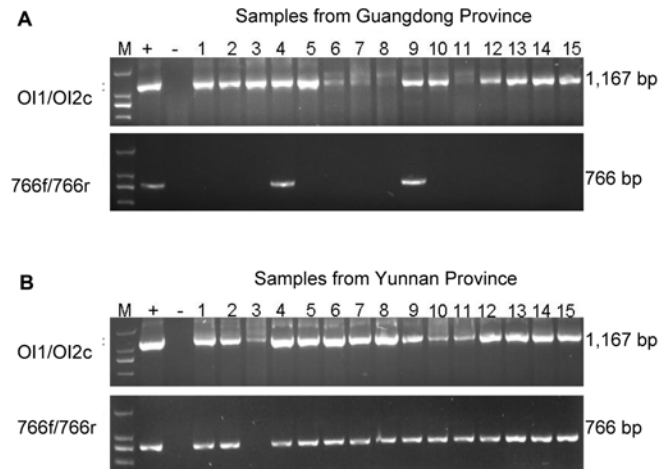 A
Samples from Guangdong Province
M + - 1 2 3 4 5 6 7 8 9 10 11 12 13 14 15
OI1/OI2c 1,167 bp
766f/766r 766 bp
B
Samples from Yunnan Province
M + - 1 2 3 4 5 6 7 8 9 10 11 12 13 14 15
OI1/OI2c 1,167 bp
766f/766r 766 bp